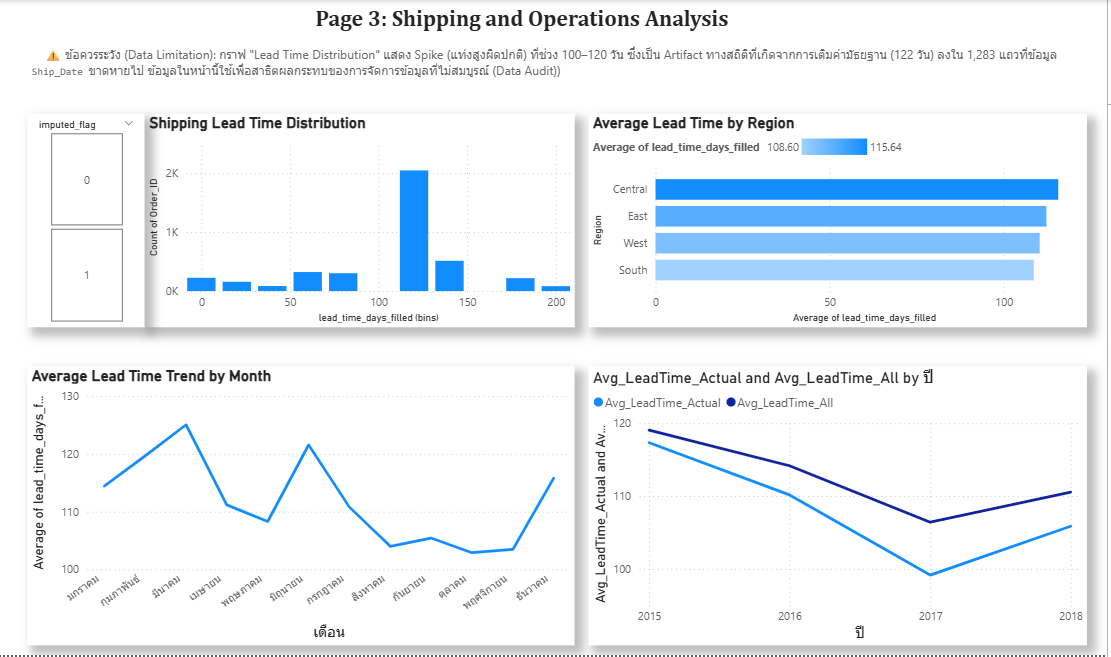 Page 3: Shipping and Operations Analysis
⚠ ข้อควรระวัง (Data Limitation): กราฟ "Lead Time Distribution" แสดง Spike (แท่งสูงผิดปกติ) ที่ช่วง 100–120 วัน ซึ่งเป็น Artifact ทางสถิติที่เกิดจากการเติมค่ามัธยฐาน (122 วัน) ลงใน 1,283 แถวที่ข้อมูล
Ship_Date ขาดหายไป ข้อมูลในหน้านี้ใช้เพื่อสาธิตผลกระทบของการจัดการข้อมูลที่ไม่สมบูรณ์ (Data Audit))
imputed_flag
0
1
Shipping Lead Time Distribution
Count of Order_ID
2K
1K
0K
0 50 100 150 200
lead_time_days_filled (bins)
Average Lead Time by Region
Average of lead_time_days_filled 108.60 115.64
Region
Central
East
West
South
0 50 100
Average of lead_time_days_filled
Average Lead Time Trend by Month
Average of lead_time_days_f...
130
120
110
100
มกราคม กุมภาพันธ์ มีนาคม เมษายน พฤษภาคม มิถุนายน กรกฎาคม สิงหาคม กันยายน ตุลาคม พฤศจิกายน ธันวาคม
เดือน
Avg_LeadTime_Actual and Avg_LeadTime_All by ปี
Avg_LeadTime_Actual Avg_LeadTime_All
Avg_LeadTime_Actual and Av...
120
110
100
2015 2016 2017 2018
ปี